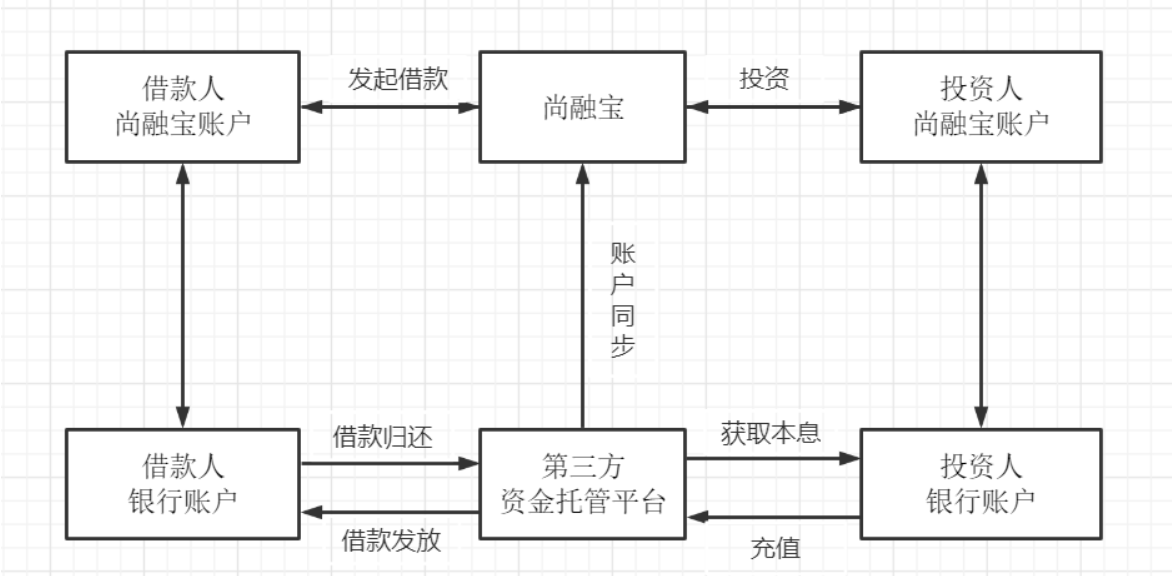 发起借款
投资
借款人
尚融宝账户
尚融宝
投资人
尚融宝账户
账
户
同
步
借款归还
获取本息
借款人
银行账户
第三方
资金托管平台
投资人
银行账户
借款发放
充值